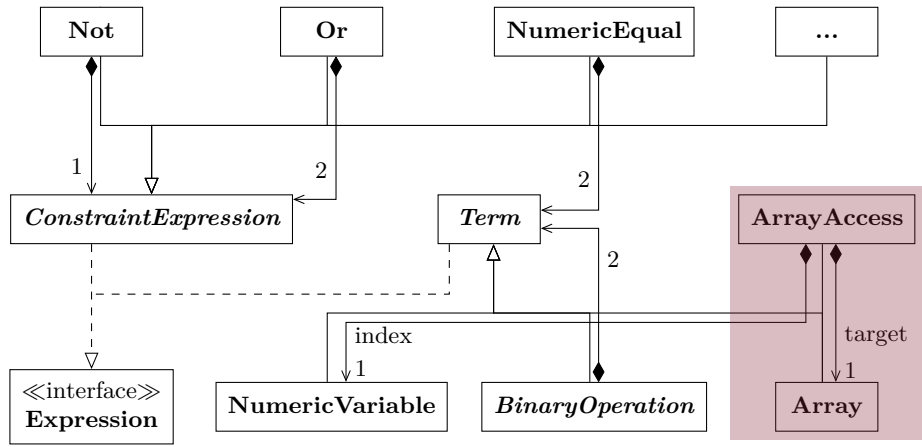 Not
Or
NumericEqual
...
1
2
2
ConstraintExpression
Term
ArrayAccess
2
index
target
1
1
≪interface≫
Expression
NumericVariable
BinaryOperation
Array